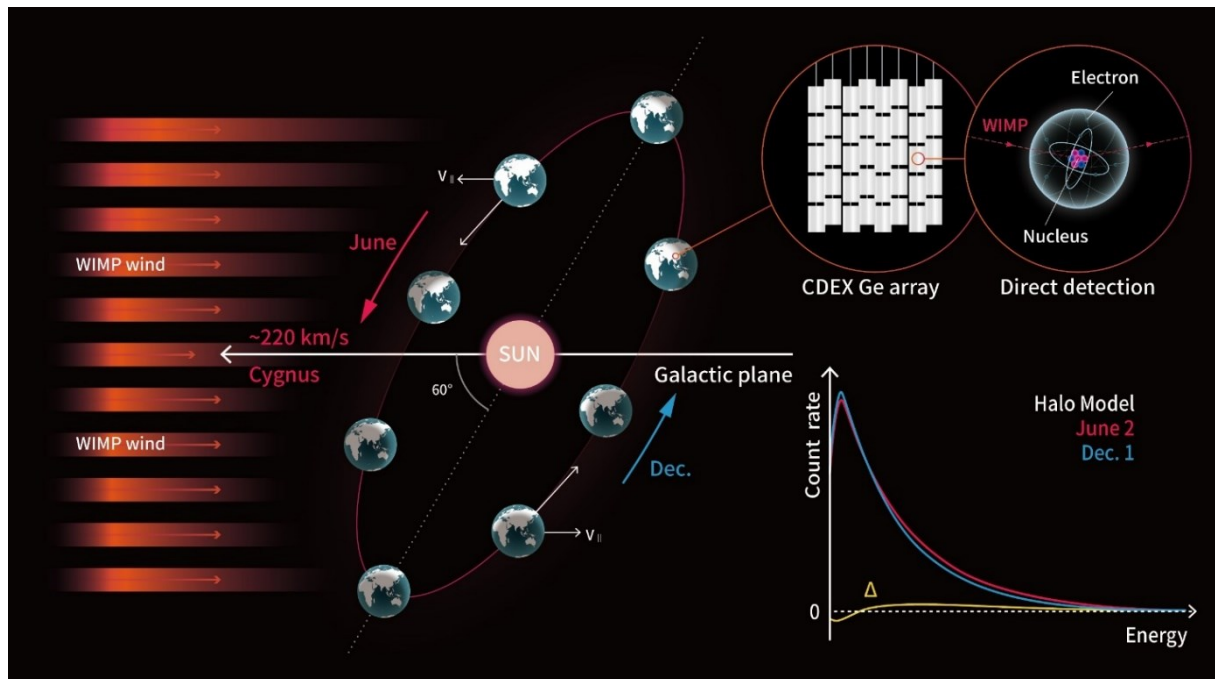 V∥
June
WIMP wind
~220 km/s
Cygnus
SUN
60°
Galactic plane
WIMP wind
Dec.
V∥
Electron
WIMP
Nucleus
CDEX Ge array
Direct detection
Count rate
Halo Model
June 2
Dec. 1
Δ
0
Energy